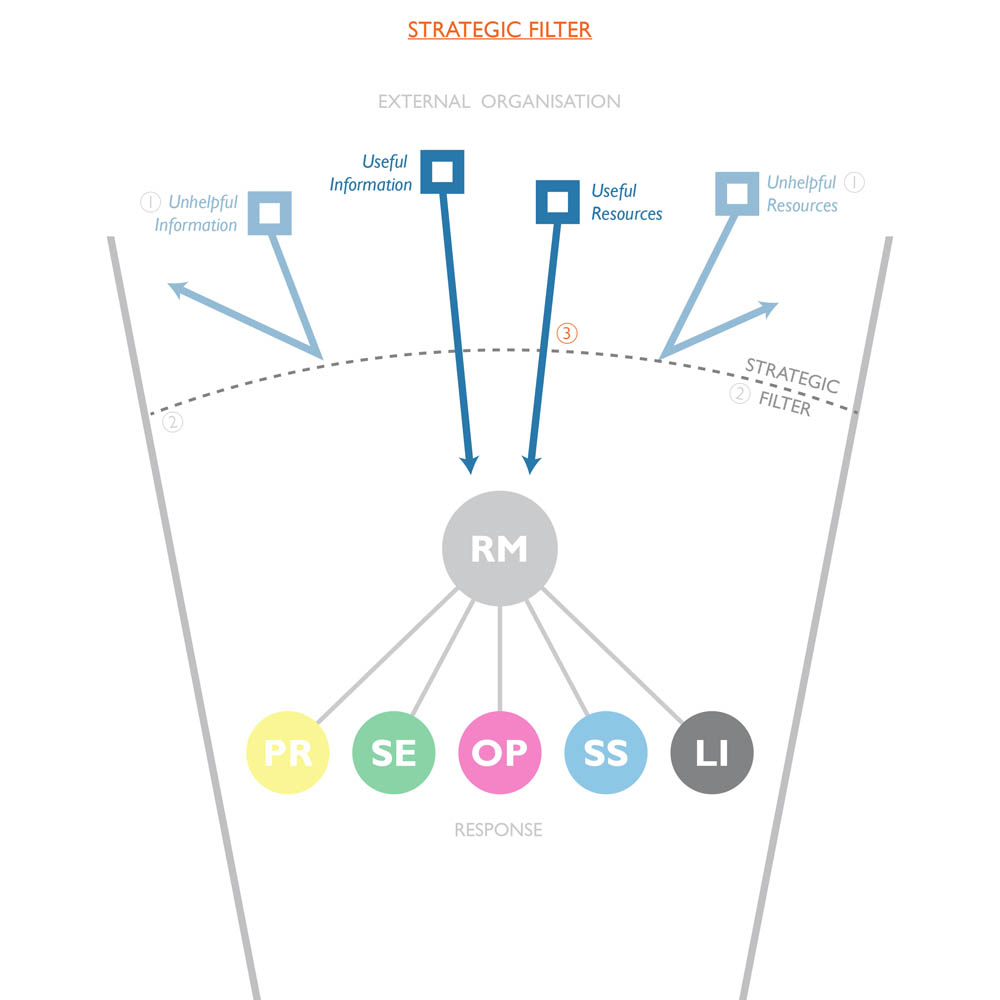 STRATEGIC FILTER
EXTERNAL ORGANISATION
Useful
Information
1 Unhelpful
Information
Useful
Resources
Unhelpful 1
Resources
3
STRATEGIC
2 FILTER
2
RM
PR SE OP SS LI
RESPONSE